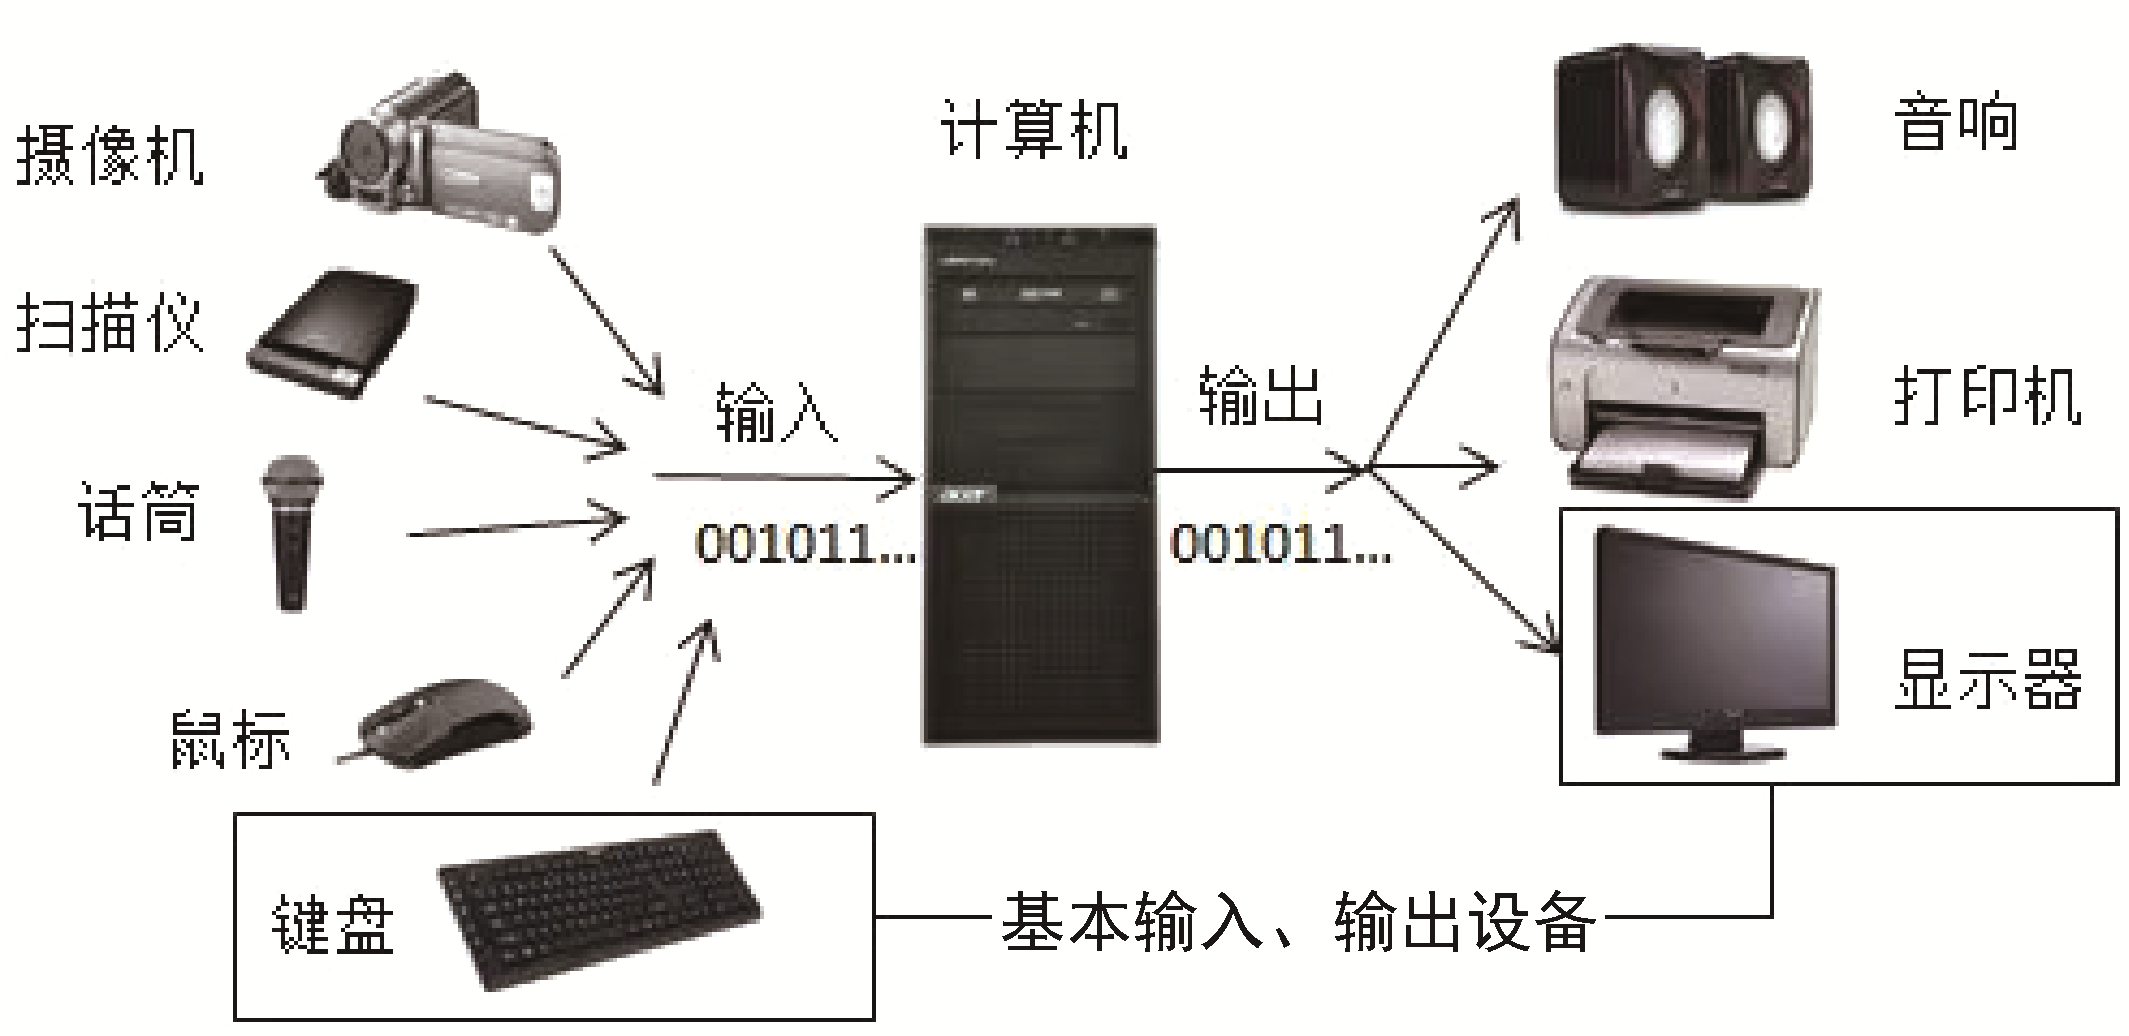 摄像机
扫描仪
话筒
鼠标
键盘
输入
001011...
计算机
acer
输出
001011...
音响
打印机
显示器
基本输入、输出设备